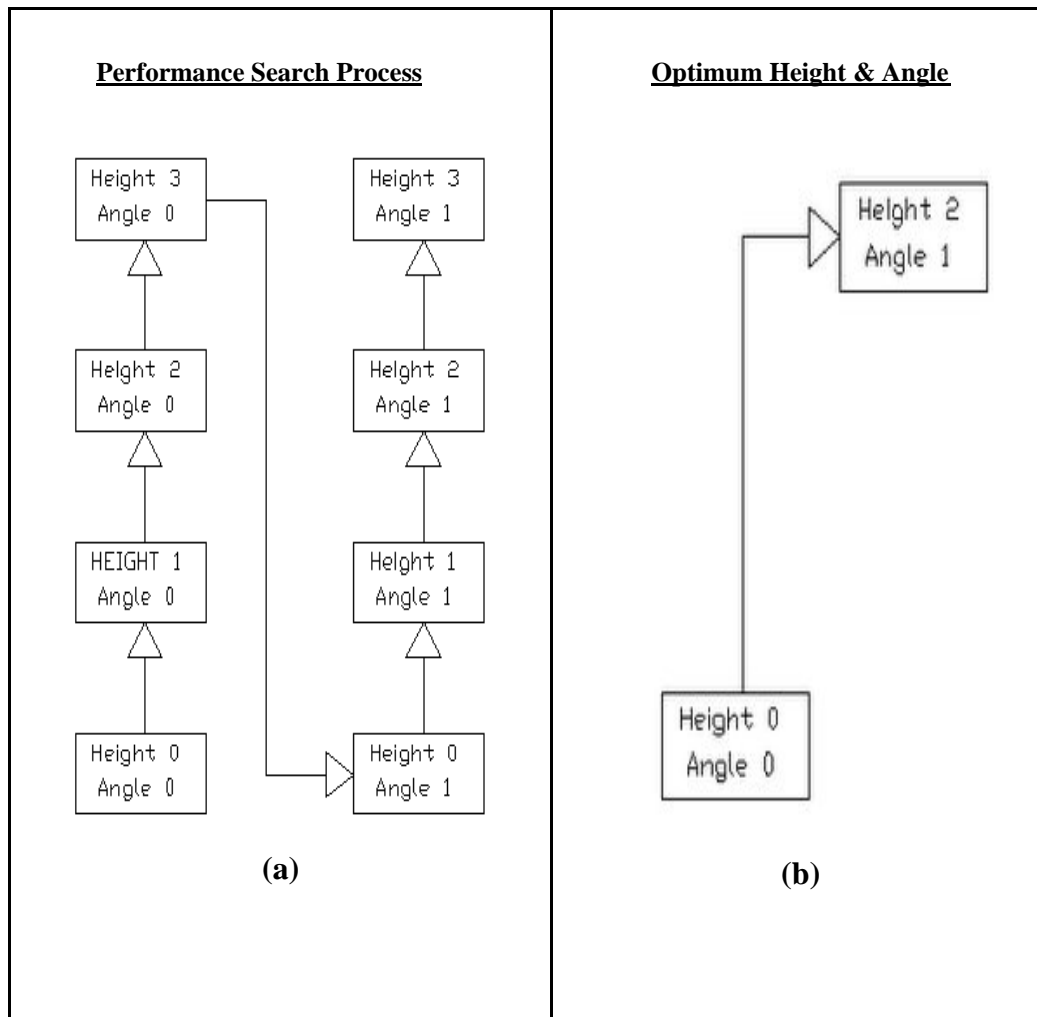 Performance Search Process
Height 3
Angle 0
Height 2
Angle 0
HEIGHT 1
Angle 0
Height 0
Angle 0
Height 3
Angle 1
Height 2
Angle 1
Height 1
Angle 1
Height 0
Angle 1
(a)
Optimum Height & Angle
Height 2
Angle 1
Height 0
Angle 0
(b)